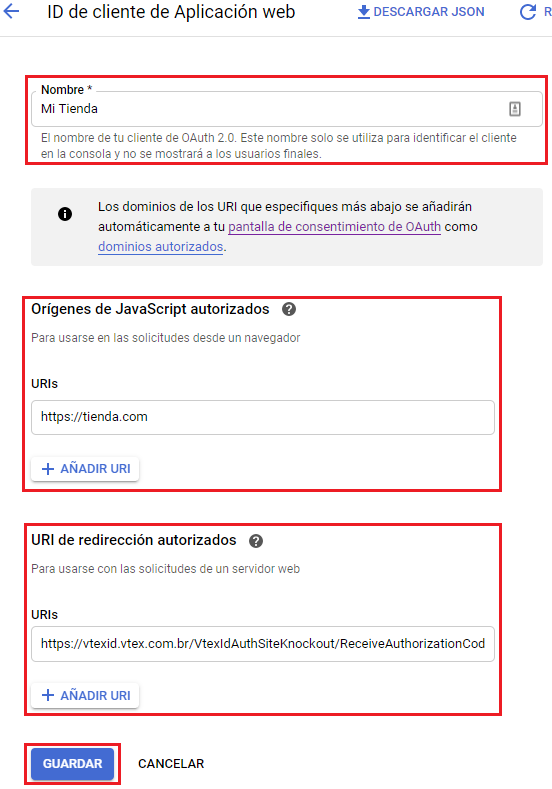 ID de cliente de Aplicación web
DESCARGAR JSON
R
Nombre *
Mi Tienda
El nombre de tu cliente de OAuth 2.0. Este nombre solo se utiliza para identificar el cliente
en la consola y no se mostrará a los usuarios finales.
Los dominios de los URI que especifiques más abajo se añadirán
automáticamente a tu pantalla de consentimiento de OAuth como
dominios autorizados.
Orígenes de JavaScript autorizados
Para usarse en las solicitudes desde un navegador
URIs
https://tienda.com
+ AÑADIR URI
URI de redirección autorizados
Para usarse con las solicitudes de un servidor web
URIs
https://vtexid.vtex.com.br/VtexIdAuthSiteKnockout/ReceiveAuthorizationCod
+ AÑADIR URI
GUARDAR
CANCELAR